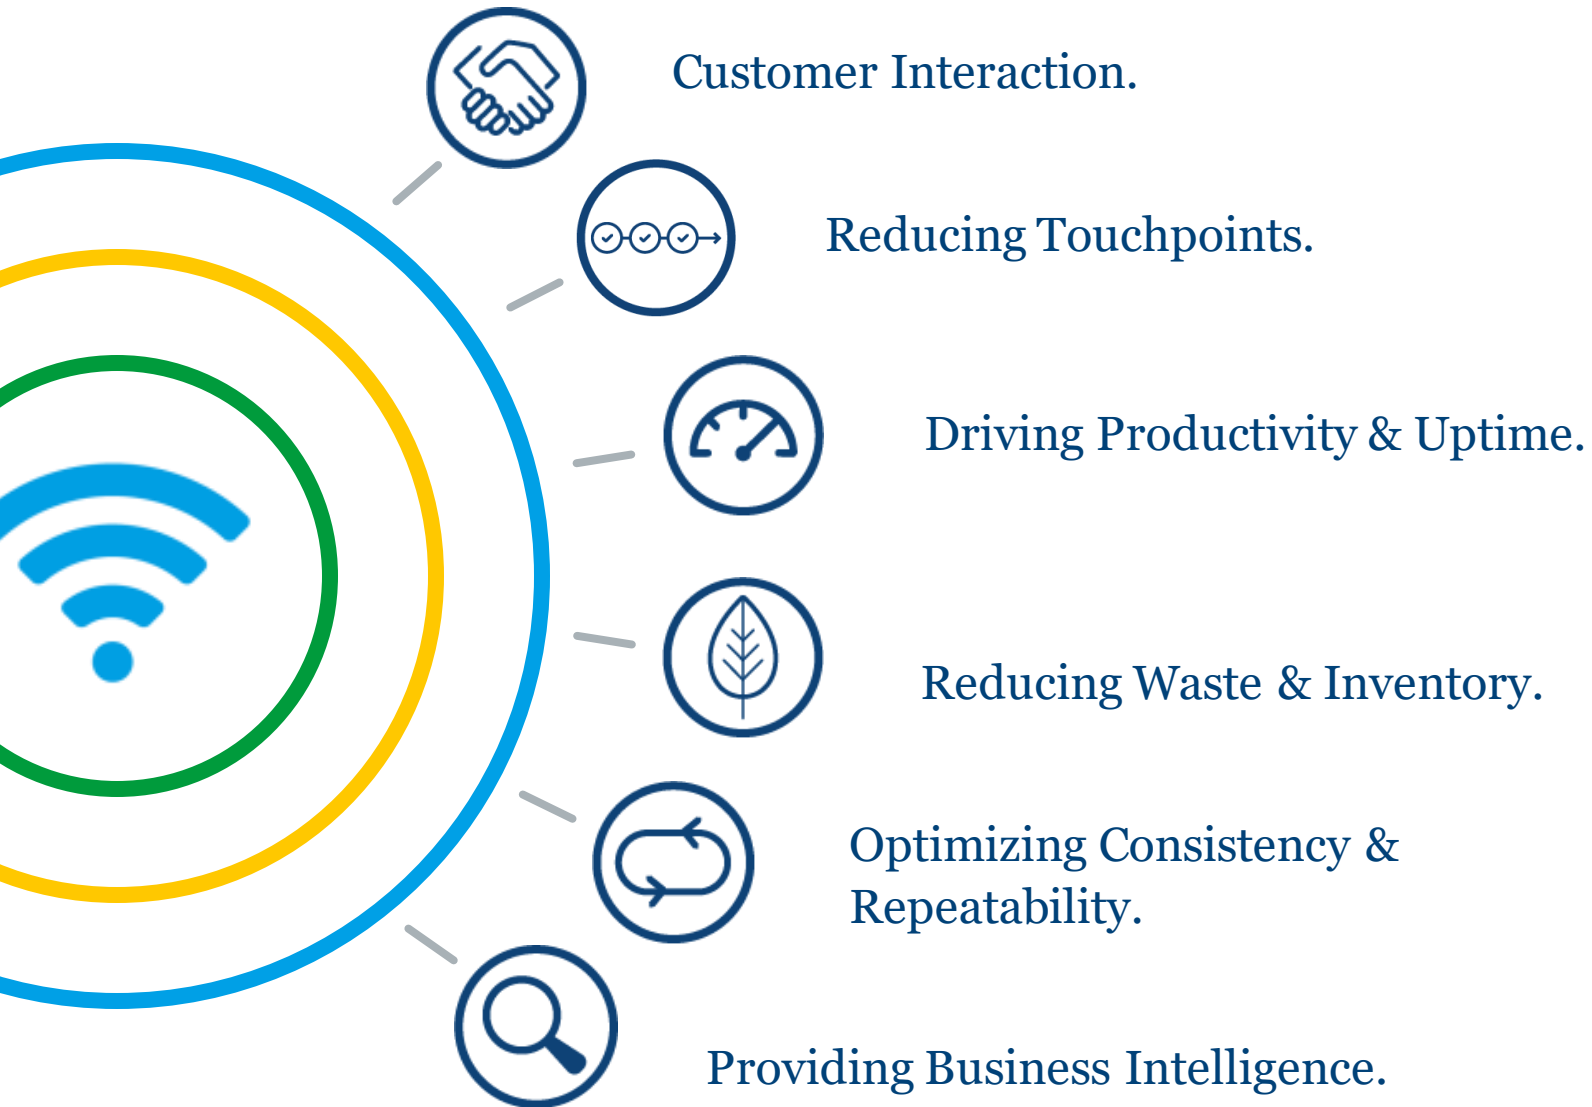 Customer Interaction.
Reducing Touchpoints.
Driving Productivity & Uptime.
Reducing Waste & Inventory.
Optimizing Consistency &
Repeatability.
Providing Business Intelligence.